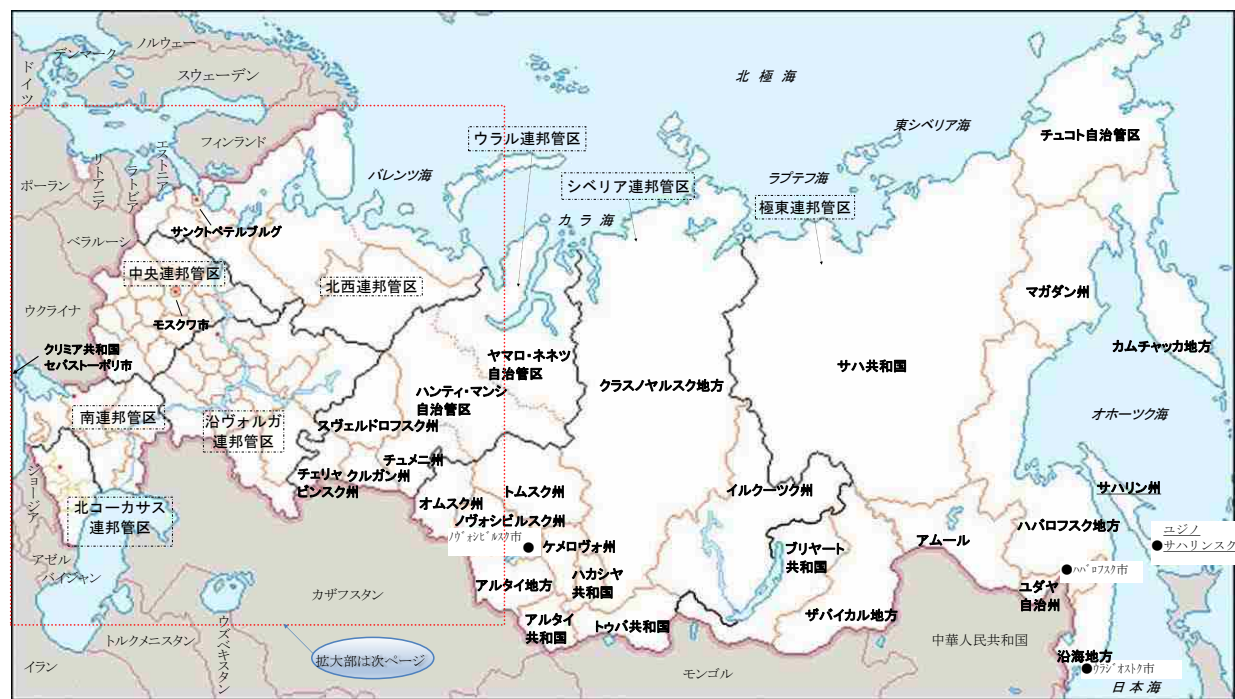 ノルウェー
デンマーク
ドイツ
スウェーデン
北 極 海
フィンランド
エストニア
ラトビア
リトアニア
ポーラン
ベラルーシ
ウクライナ
バレンツ海
カ ラ 海
ラプテフ海
東シベリア海
ウラル連邦管区
シベリア連邦管区
極東連邦管区
チュコト自治管区
サンクトペテルブルグ
中央連邦管区
北西連邦管区
モスクワ市
クリミア共和国
セバストーポリ市
マガダン州
カムチャッカ地方
ヤマロ・ネネツ
自治管区
クラスノヤルスク地方
サハ共和国
ハンティ・マンシ
自治管区
オホーツク海
南連邦管区
沿ヴォルガ
連邦管区
スヴェルドロフスク州
チュメニ州
チェリャ
ビンスク州
クルガン州
オムスク州
トムスク州
イルクーツク州
サハリン州
ノヴォシビルスク州
ノヴォシビルスク市
ケメロヴォ州
北コーカサス
連邦管区
ジョージア
アゼル
バイジャン
ハバロフスク地方
ユジノ
サハリンスク
アムール
ブリヤート
共和国
ハバロフスク市
ユダヤ
自治州
アルタイ地方
ハカシヤ
共和国
カザフスタン
ザバイカル地方
アルタイ
共和国
トゥバ共和国
トルクメニスタン
ウズベキスタン
イラン
拡大部は次ページ
モンゴル
中華人民共和国
沿海地方
ウラジオストク市
日 本 海